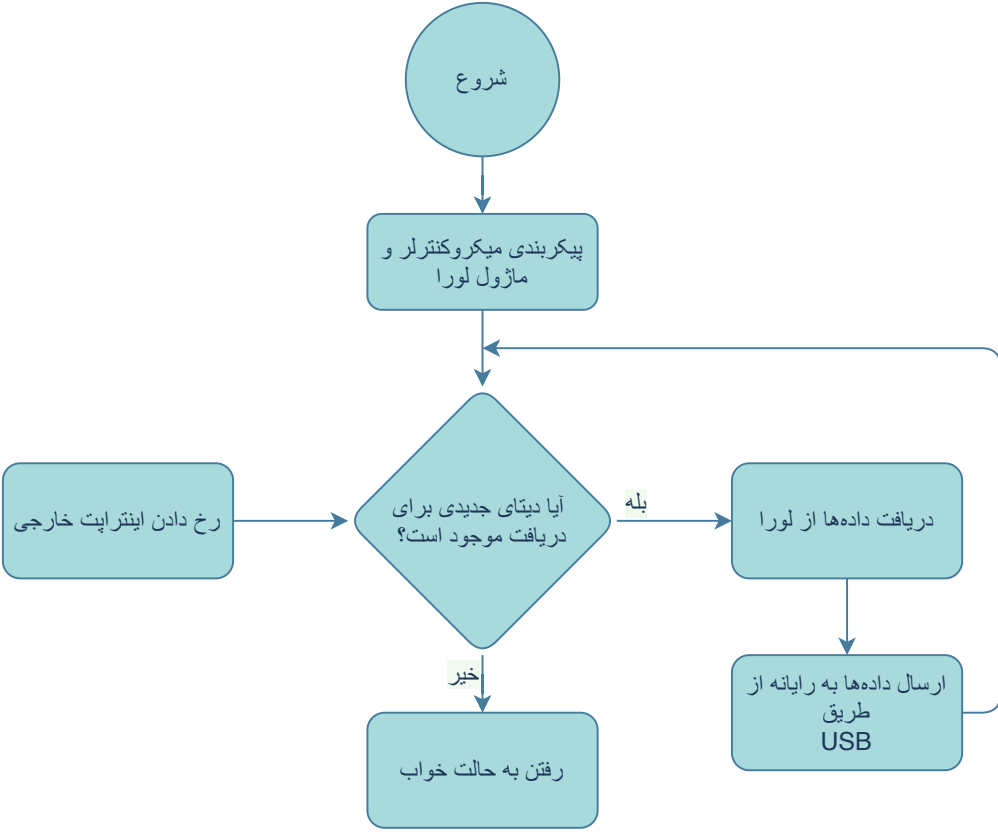 شروع
پیکربندی میکروکنترلر و
ماژول لورا
آیا دیتای جدیدی برای
دریافت موجود است؟
رخ دادن اینتراپت خارجی
بله
دریافت داده‌ها از لورا
خیر
ارسال داده‌ها به رایانه از
طریق
USB
رفتن به حالت خواب